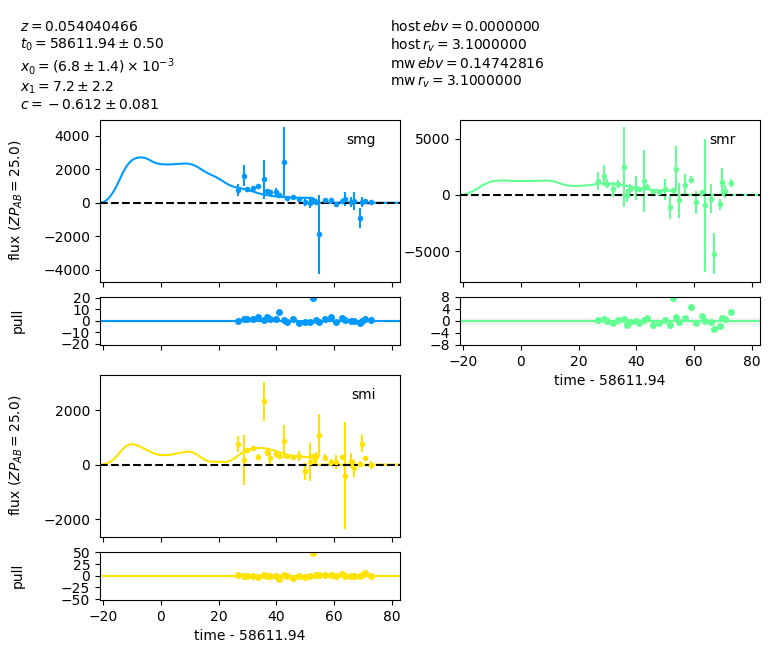 z = 0.054040466
t₀ = 58611.94 ± 0.50
x₀ = (6.8 ± 1.4) × 10⁻³
x₁ = 7.2 ± 2.2
c = −0.612 ± 0.081
host ebv = 0.0000000
host r_v = 3.1000000
mw ebv = 0.14742816
mw r_v = 3.1000000
smg
4000
2000
0
−2000
−4000
flux (ZP_AB = 25.0)
smr
5000
0
−5000
20
10
0
−10
−20
pull
8
4
0
−4
−8
−20 0 20 40 60 80
time - 58611.94
smi
2000
0
−2000
flux (ZP_AB = 25.0)
50
25
0
−25
−50
pull
−20 0 20 40 60 80
time - 58611.94